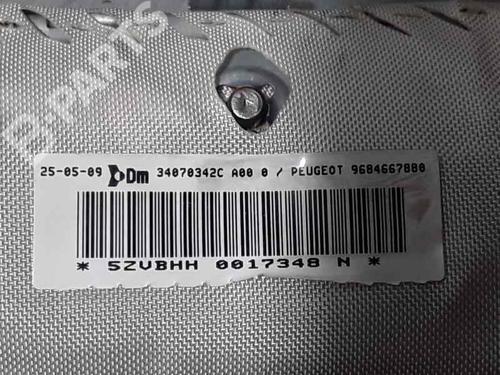 B-PARTS
25-05-09 Dm 34070342C A00 0 / PEUGEOT 9684667880
* 5ZVBHH 0017348 N *